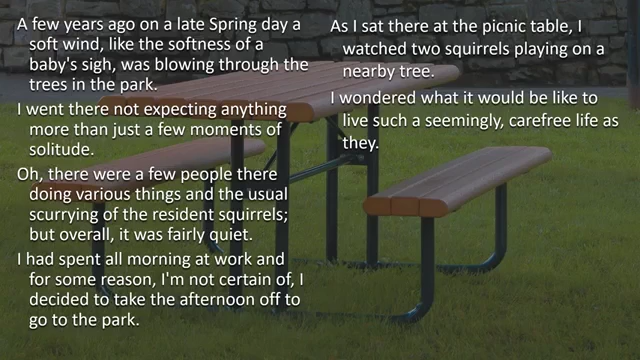 A few years ago on a late Spring day a
soft wind, like the softness of a
baby's sigh, was blowing through the
trees in the park.
I went there not expecting anything
more than just a few moments of
solitude.
Oh, there were a few people there
doing various things and the usual
scurrying of the resident squirrels;
but overall, it was fairly quiet.
I had spent all morning at work and
for some reason, I'm not certain of, I
decided to take the afternoon off to
go to the park.
As I sat there at the picnic table, I
watched two squirrels playing on a
nearby tree.
I wondered what it would be like to
live such a seemingly, carefree life as
they.